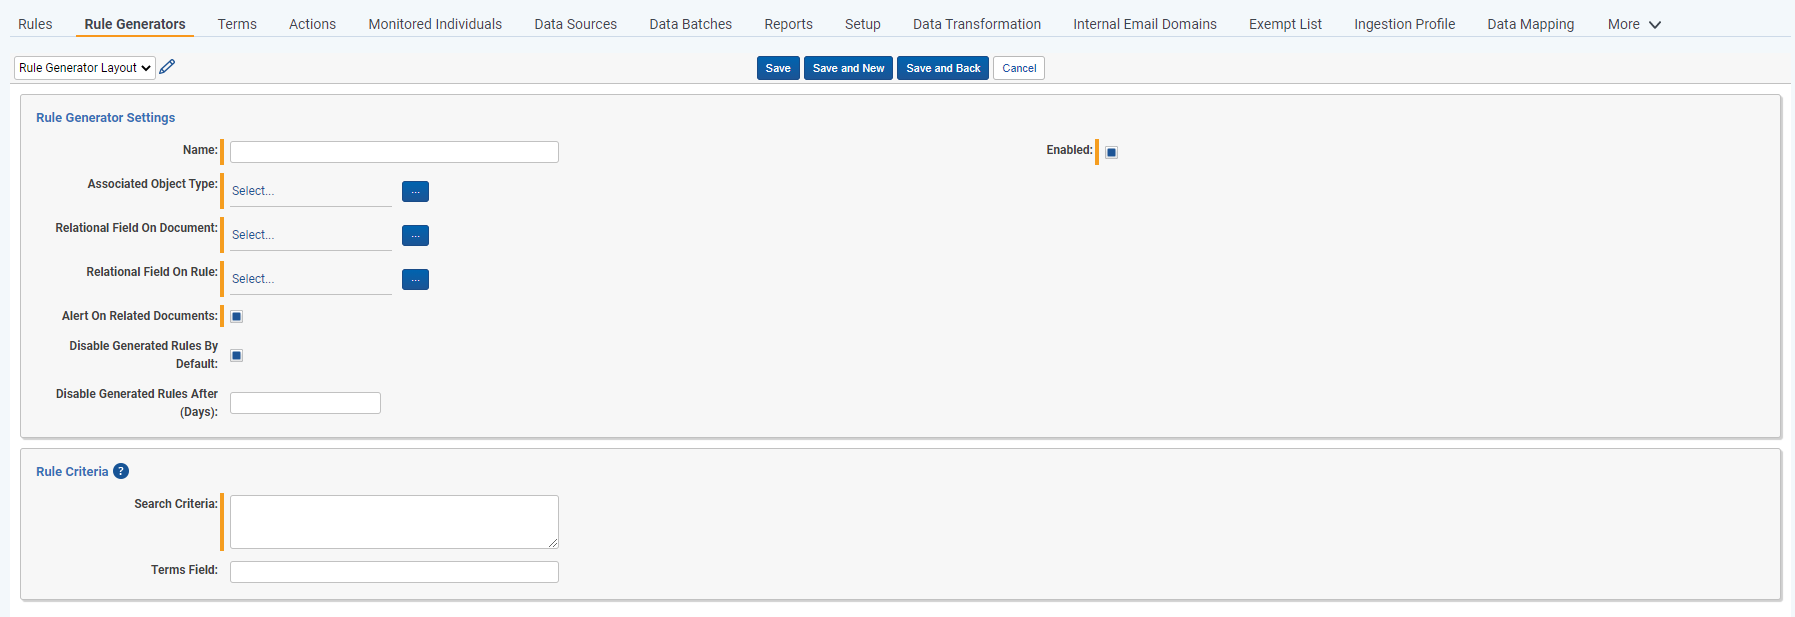 Rules Rule Generators Terms Actions Monitored Individuals Data Sources Data Batches Reports Setup Data Transformation Internal Email Domains Exempt List Ingestion Profile Data Mapping More
Rule Generator Layout Save Save and New Save and Back Cancel
Rule Generator Settings
Name: Enabled:
Associated Object Type: Select... ...
Relational Field On Document: Select... ...
Relational Field On Rule: Select... ...
Alert On Related Documents:
Disable Generated Rules By
Default:
Disable Generated Rules After
(Days):
Rule Criteria ?
Search Criteria:
Terms Field: